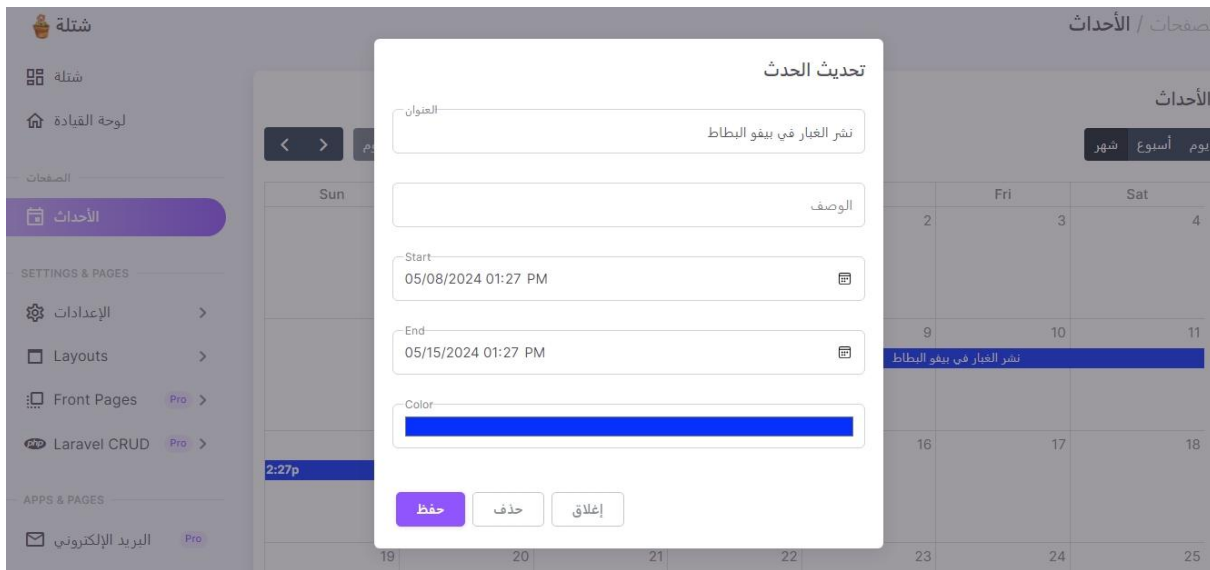 شتلة
صفحات / الأحداث
شتلة
لوحة القيادة
الصفحات
الأحداث
SETTINGS & PAGES
الإعدادات
Layouts
Front Pages Pro
Laravel CRUD Pro
APPS & PAGES
البريد الإلكتروني Pro
تحديث الحدث
العنوان
نشر الغبار في بيفو البطاط
الوصف
Start
05/08/2024 01:27 PM
End
05/15/2024 01:27 PM
Color
حفظ حذف إغلاق
الأحداث
شهر أسبوع يوم
Sun Fri Sat
2 3 4
9 10 11
نشر الغبار في بيفو البطاط
16 17 18
2:27p
19 20 21 22 23 24 25